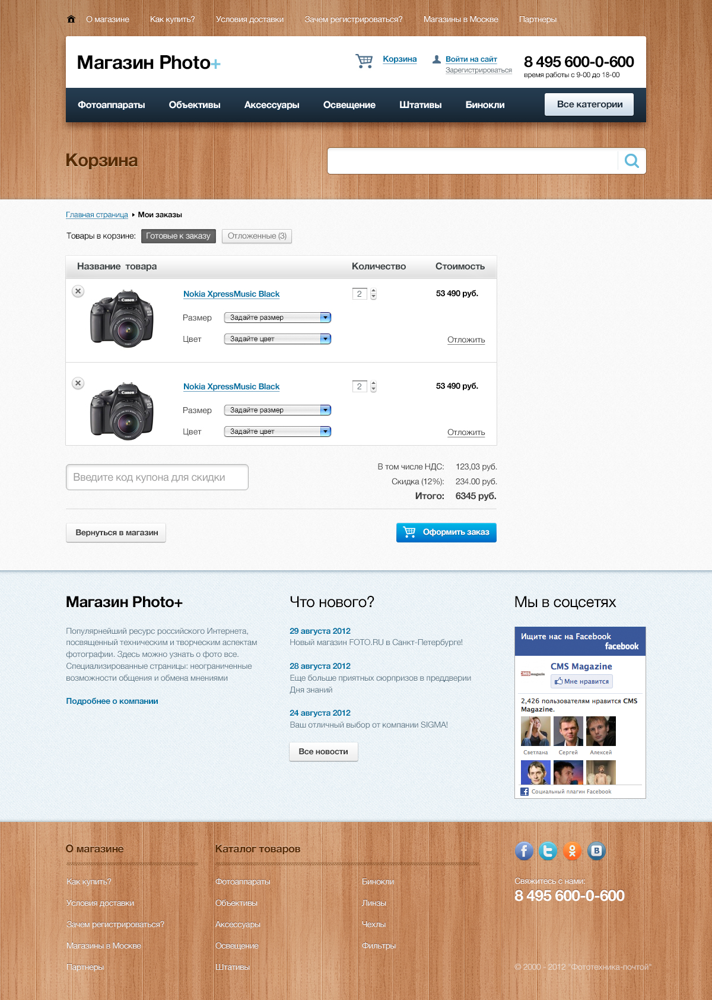 О магазине Как купить? Условия доставки Зачем регистрироваться? Магазины в Москве Партнеры
Магазин Photo+
Корзина
Войти на сайт
Зарегистрироваться
8 495 600-0-600
время работы с 9-00 до 18-00
Фотоаппараты Объективы Аксессуары Освещение Штативы Бинокли Все категории
Корзина
Главная страница Мои заказы
Товары в корзине: Готовые к заказу Отложенные (3)
Название товара Количество Стоимость
Canon
Nokia XpressMusic Black 2 53 490 руб.
Размер Задайте размер
Цвет Задайте цвет Отложить
Canon
Nokia XpressMusic Black 2 53 490 руб.
Размер Задайте размер
Цвет Задайте цвет Отложить
Введите код купона для скидки
В том числе НДС: 123,03 руб.
Скидка (12%): 234.00 руб.
Итого: 6345 руб.
Вернуться в магазин Оформить заказ
Магазин Photo+
Популярнейший ресурс российского Интернета,
посвященный техническим и творческим аспектам
фотографии. Здесь можно узнать о фото все.
Специализированные страницы: неограниченные
возможности общения и обмена мнениями
Подробнее о компании
Что нового?
29 августа 2012
Новый магазин FOTO.RU в Санкт-Петербурге!
28 августа 2012
Еще больше приятных сюрпризов в преддверии
Дня знаний
24 августа 2012
Ваш отличный выбор от компании SIGMA!
Все новости
Мы в соцсетях
Ищите нас на Facebook
facebook
CMS magazin
CMS Magazine
Мне нравится
2,426 пользователям нравится CMS
Magazine.
Светлана Сергей Алексей
Социальный плагин Facebook
О магазине
Как купить?
Условия доставки
Зачем регистрироваться?
Магазины в Москве
Партнеры
Каталог товаров
Фотоаппараты
Объективы
Аксессуары
Освещение
Штативы
Бинокли
Линзы
Чехлы
Фильтры
Свяжитесь с нами:
8 495 600-0-600
© 2000 - 2012 "Фототехника-почтой"